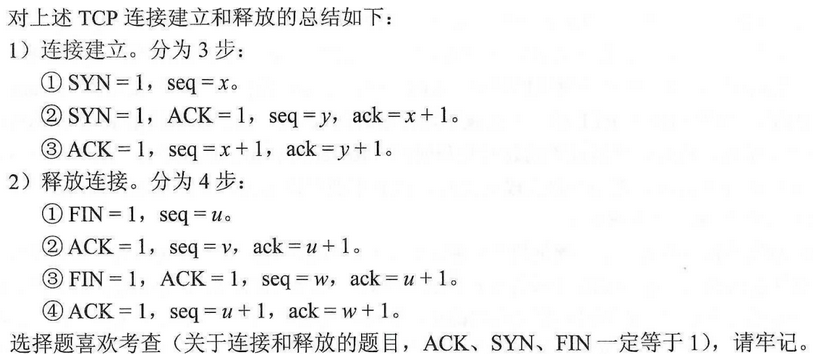 对上述 TCP 连接建立和释放的总结如下：
1）连接建立。分为 3 步：
① SYN = 1，seq = x。
② SYN = 1，ACK = 1，seq = y，ack = x + 1。
③ ACK = 1，seq = x + 1，ack = y + 1。
2）释放连接。分为 4 步：
① FIN = 1，seq = u。
② ACK = 1，seq = v，ack = u + 1。
③ FIN = 1，ACK = 1，seq = w，ack = u + 1。
④ ACK = 1，seq = u + 1，ack = w + 1。
选择题喜欢考查（关于连接和释放的题目，ACK、SYN、FIN 一定等于 1），请牢记。